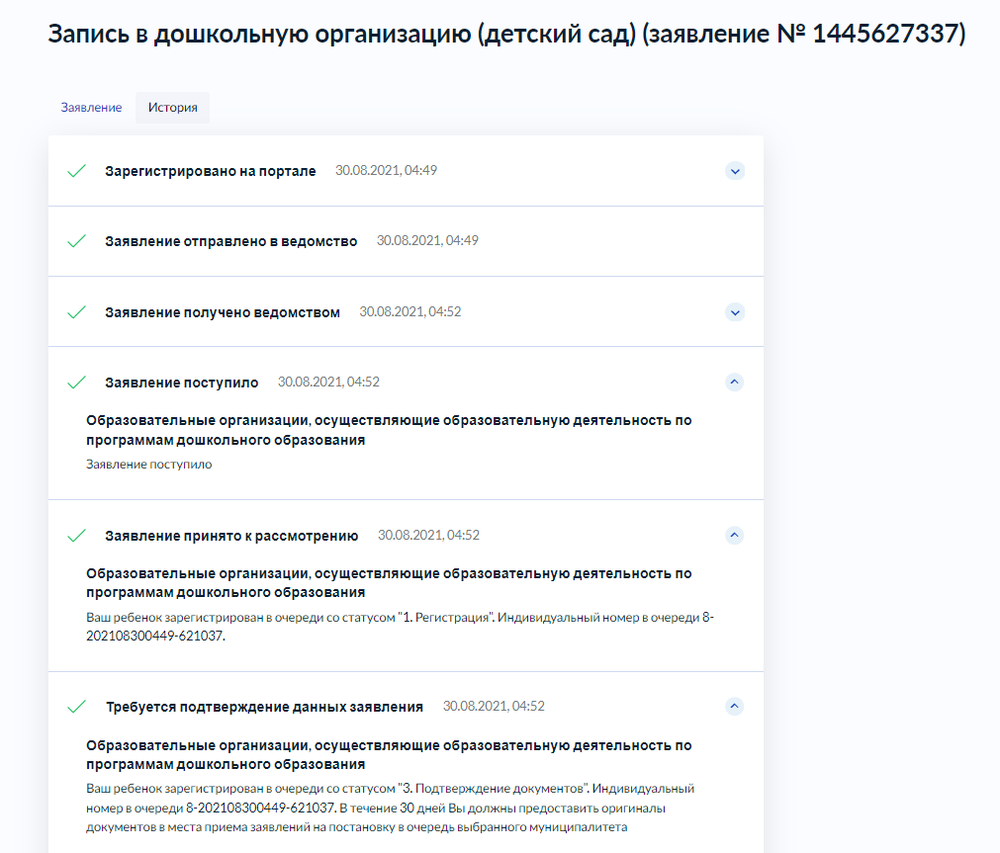 Запись в дошкольную организацию (детский сад) (заявление № 1445627337)
Заявление История
Зарегистрировано на портале 30.08.2021, 04:49
Заявление отправлено в ведомство 30.08.2021, 04:49
Заявление получено ведомством 30.08.2021, 04:52
Заявление поступило 30.08.2021, 04:52
Образовательные организации, осуществляющие образовательную деятельность по
программам дошкольного образования
Заявление поступило
Заявление принято к рассмотрению 30.08.2021, 04:52
Образовательные организации, осуществляющие образовательную деятельность по
программам дошкольного образования
Ваш ребенок зарегистрирован в очереди со статусом "1. Регистрация". Индивидуальный номер в очереди 8-
202108300449-621037.
Требуется подтверждение данных заявления 30.08.2021, 04:52
Образовательные организации, осуществляющие образовательную деятельность по
программам дошкольного образования
Ваш ребенок зарегистрирован в очереди со статусом "3. Подтверждение документов". Индивидуальный
номер в очереди 8-202108300449-621037. В течение 30 дней Вы должны предоставить оригиналы
документов в места приема заявлений на постановку в очередь выбранного муниципалитета